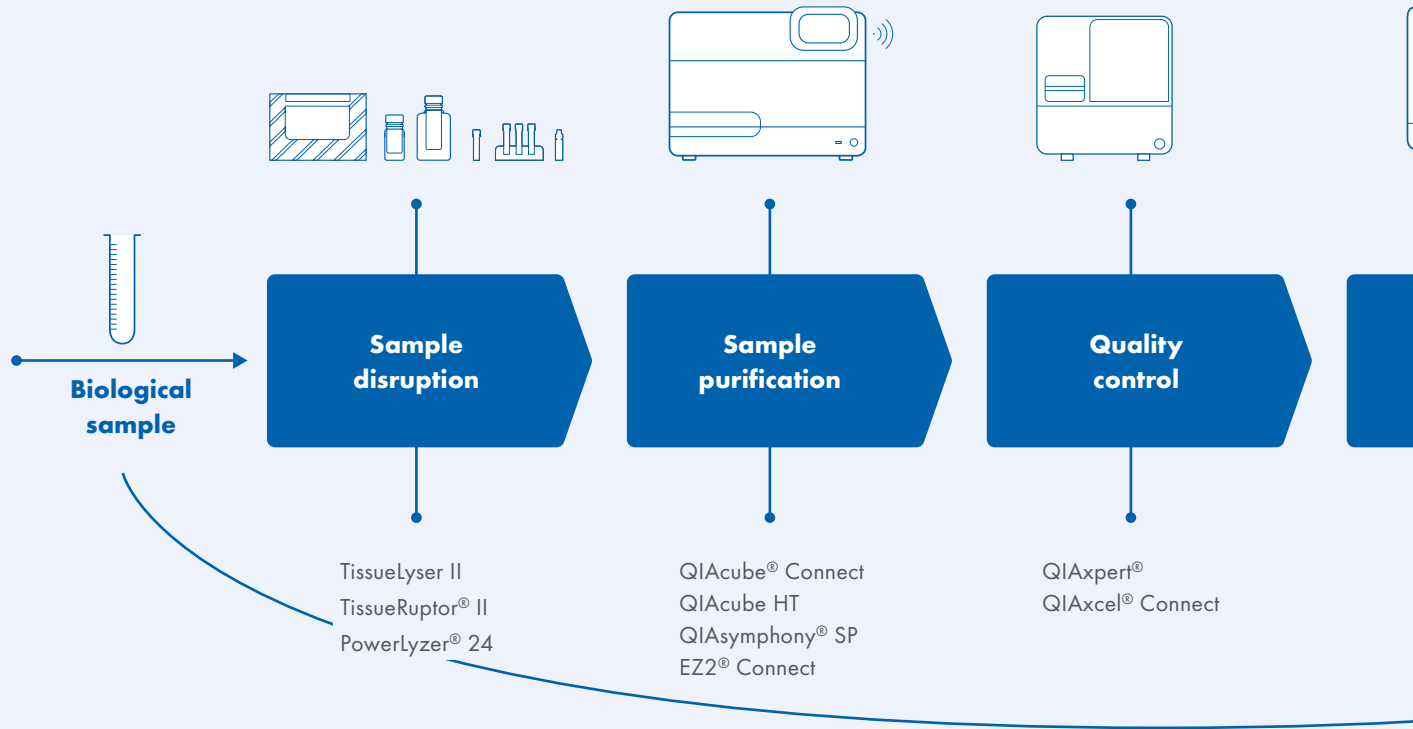 Biological
sample
Sample
disruption
TissueLyser II
TissueRuptor® II
PowerLyzer® 24
Sample
purification
QIAcube® Connect
QIAcube HT
QIAsymphony® SP
EZ2® Connect
Quality
control
QIAxpert®
QIAxcel® Connect